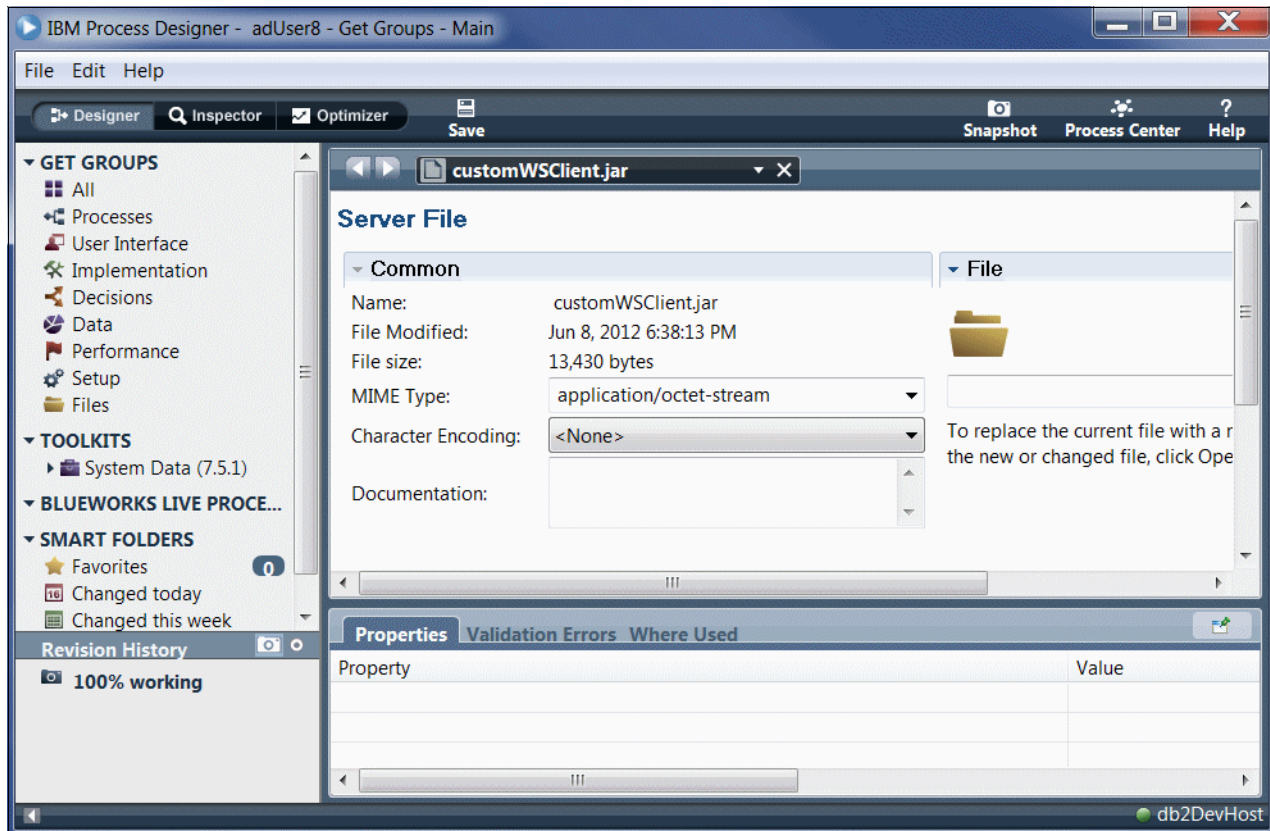 IBM Process Designer - adUser8 - Get Groups - Main
File Edit Help
Designer Inspector Optimizer Save Snapshot Process Center Help
GET GROUPS
All
Processes
User Interface
Implementation
Decisions
Data
Performance
Setup
Files
TOOLKITS
System Data (7.5.1)
BLUEWORKS LIVE PROCE...
SMART FOLDERS
Favorites 0
16 Changed today
Changed this week
Revision History
100% working
customWSClient.jar
Server File
Common
Name: customWSClient.jar
File Modified: Jun 8, 2012 6:38:13 PM
File size: 13,430 bytes
MIME Type: application/octet-stream
Character Encoding: <None>
Documentation:
File
To replace the current file with a r
the new or changed file, click Ope
Properties Validation Errors Where Used
Property Value
db2DevHost